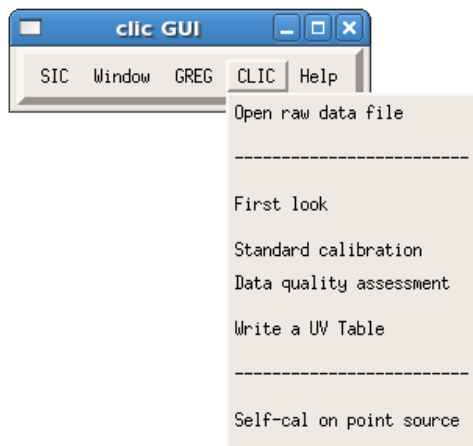 clic GUI
SIC Window GREG CLIC Help
Open raw data file
-------------------------
First look
Standard calibration
Data quality assessment
Write a UV Table
-------------------------
Self-cal on point source